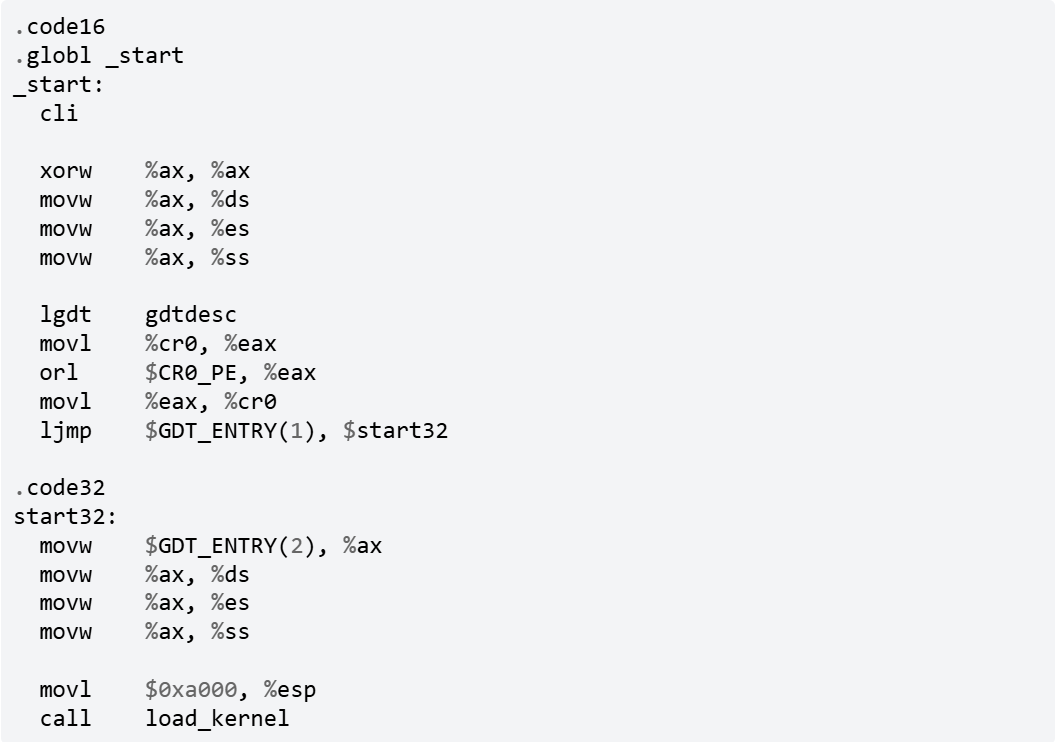 .code16
.globl _start
_start:
  cli

  xorw    %ax, %ax
  movw    %ax, %ds
  movw    %ax, %es
  movw    %ax, %ss

  lgdt    gdtdesc
  movl    %cr0, %eax
  orl     $CR0_PE, %eax
  movl    %eax, %cr0
  ljmp    $GDT_ENTRY(1), $start32

.code32
start32:
  movw    $GDT_ENTRY(2), %ax
  movw    %ax, %ds
  movw    %ax, %es
  movw    %ax, %ss

  movl    $0xa000, %esp
  call    load_kernel